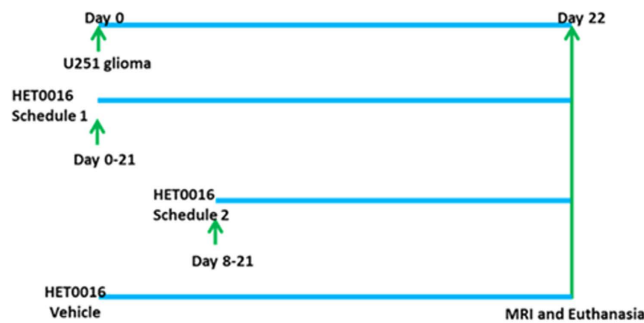 Day 0
Day 22
U251 glioma
HET0016
Schedule 1
Day 0-21
HET0016
Schedule 2
Day 8-21
HET0016
Vehicle
MRI and Euthanasia